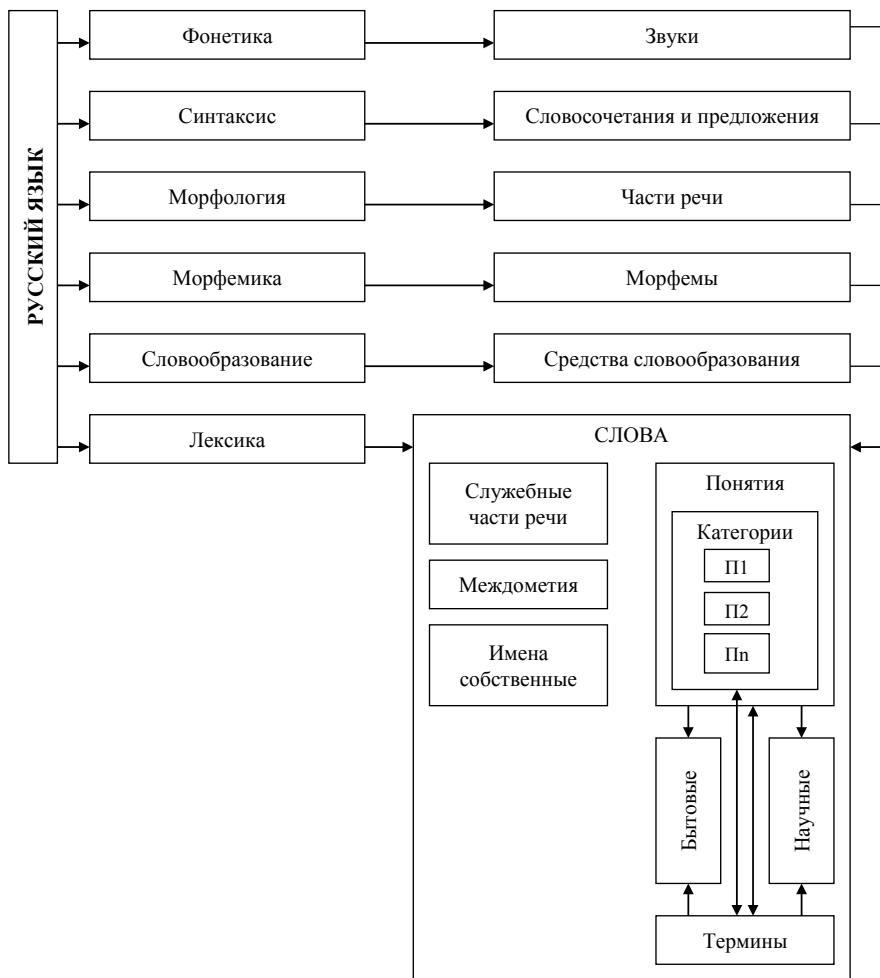 РУССКИЙ ЯЗЫК
Фонетика
Звуки
Синтаксис
Словосочетания и предложения
Морфология
Части речи
Морфемика
Морфемы
Словообразование
Средства словообразования
Лексика
СЛОВА
Служебные
части речи
Междометия
Имена
собственные
Понятия
Категории
П1
П2
Пn
Бытовые
Научные
Термины